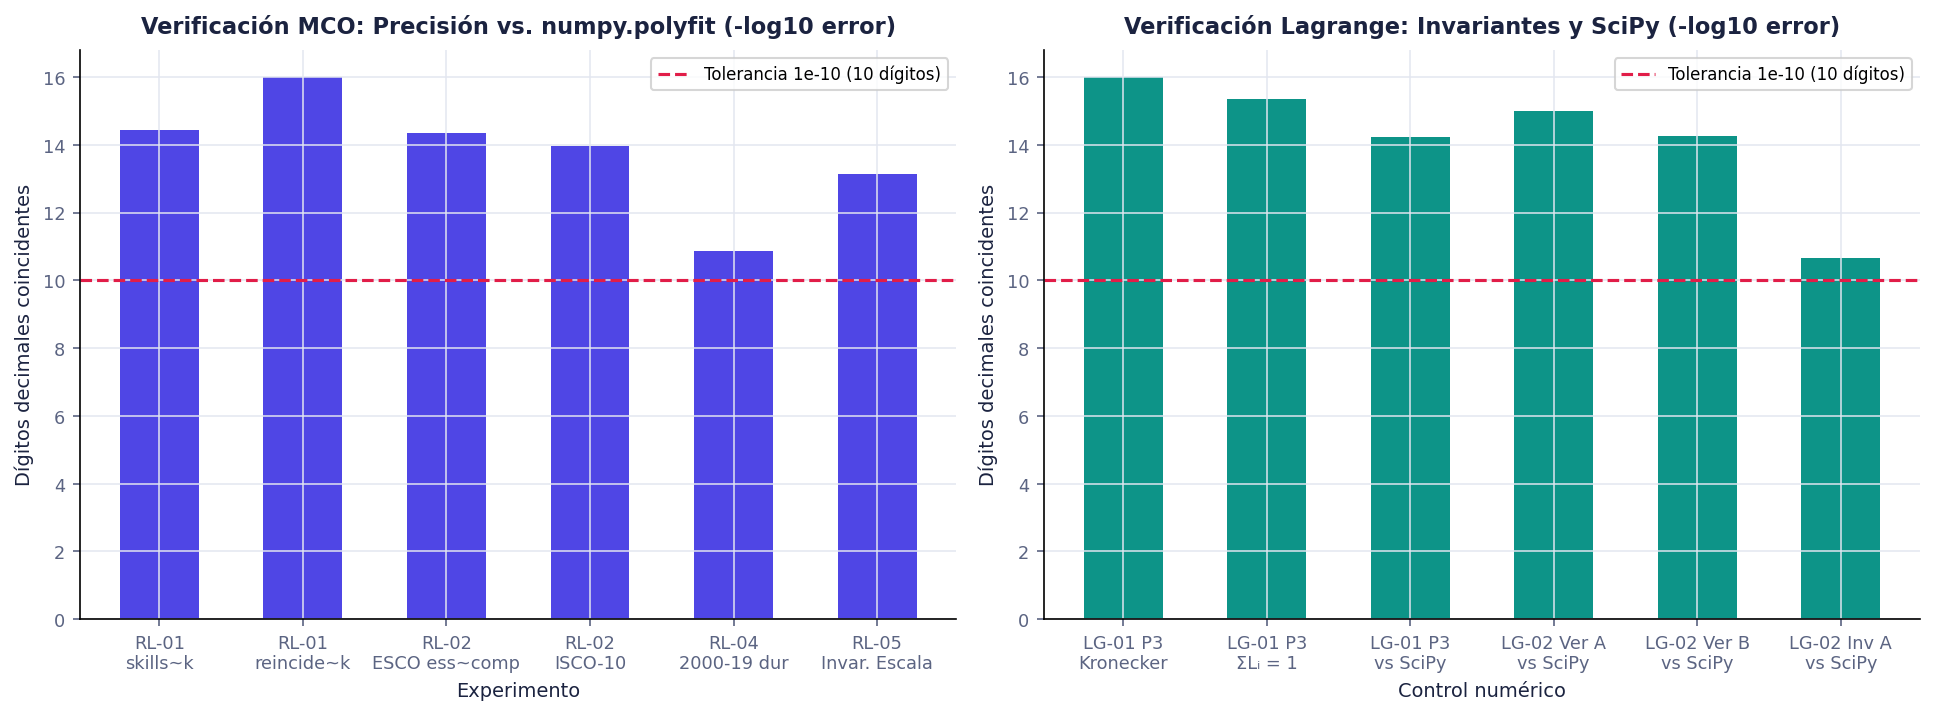 Verificación MCO: Precisión vs. numpy.polyfit (-log10 error)
Tolerancia 1e-10 (10 dígitos)
Dígitos decimales coincidentes
16
14
12
10
8
6
4
2
0
RL-01
skills~k
RL-01
reincide~k
RL-02
ESCO ess~comp
RL-02
ISCO-10
RL-04
2000-19 dur
RL-05
Invar. Escala
Experimento
Verificación Lagrange: Invariantes y SciPy (-log10 error)
Tolerancia 1e-10 (10 dígitos)
Dígitos decimales coincidentes
16
14
12
10
8
6
4
2
0
LG-01 P3
Kronecker
LG-01 P3
ΣLᵢ = 1
LG-01 P3
vs SciPy
LG-02 Ver A
vs SciPy
LG-02 Ver B
vs SciPy
LG-02 Inv A
vs SciPy
Control numérico